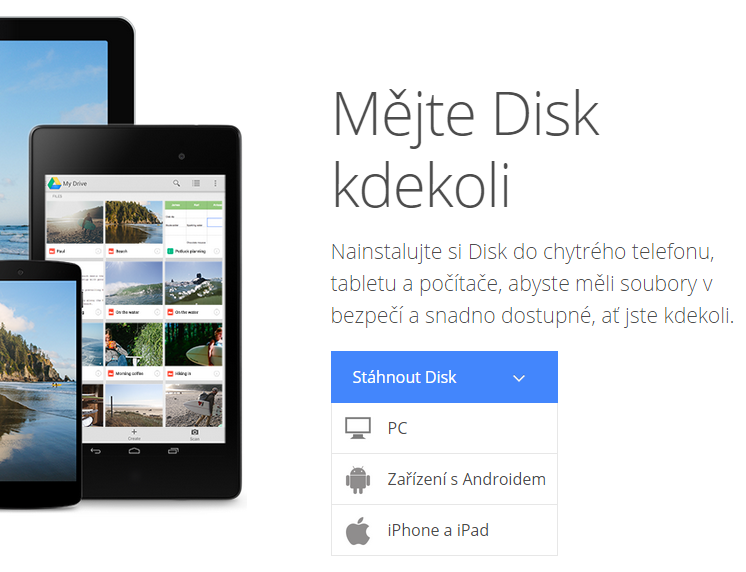 Mějte Disk
kdekoli
Nainstalujte si Disk do chytrého telefonu,
tabletu a počítače, abyste měli soubory v
bezpečí a snadno dostupné, ať jste kdekoli.
Stáhnout Disk
PC
Zařízení s Androidem
iPhone a iPad
My Drive
Paul
Beach
Podium planning
On the water
On the water
Morning coffee
Hiking in
Create
Scan